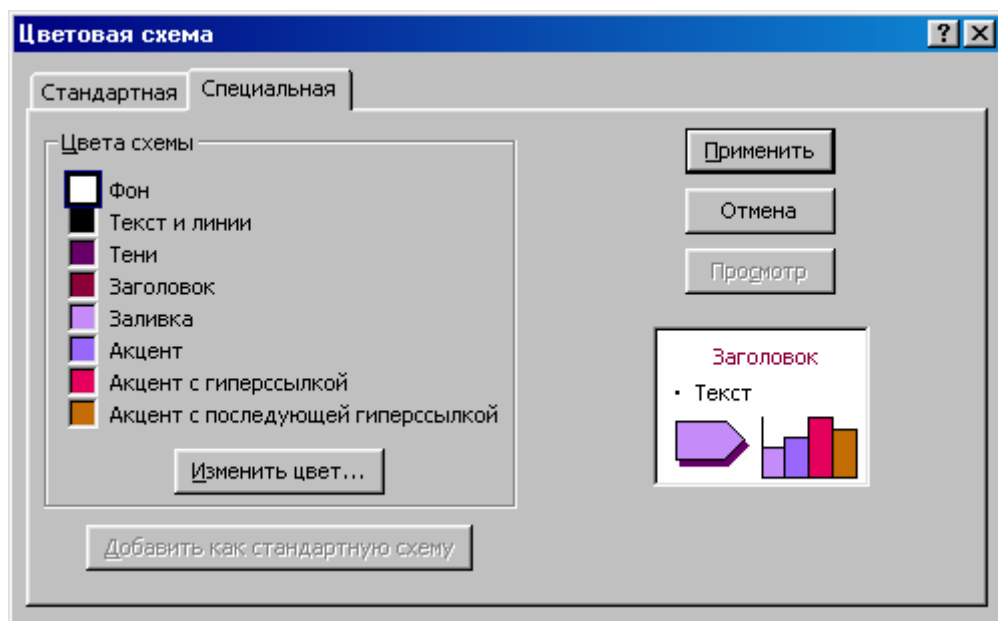 Цветовая схема
Стандартная
Специальная
Цвета схемы
Фон
Текст и линии
Тени
Заголовок
Заливка
Акцент
Акцент с гиперссылкой
Акцент с последующей гиперссылкой
Изменить цвет...
Добавить как стандартную схему
Применить
Отмена
Просмотр
Заголовок
· Текст